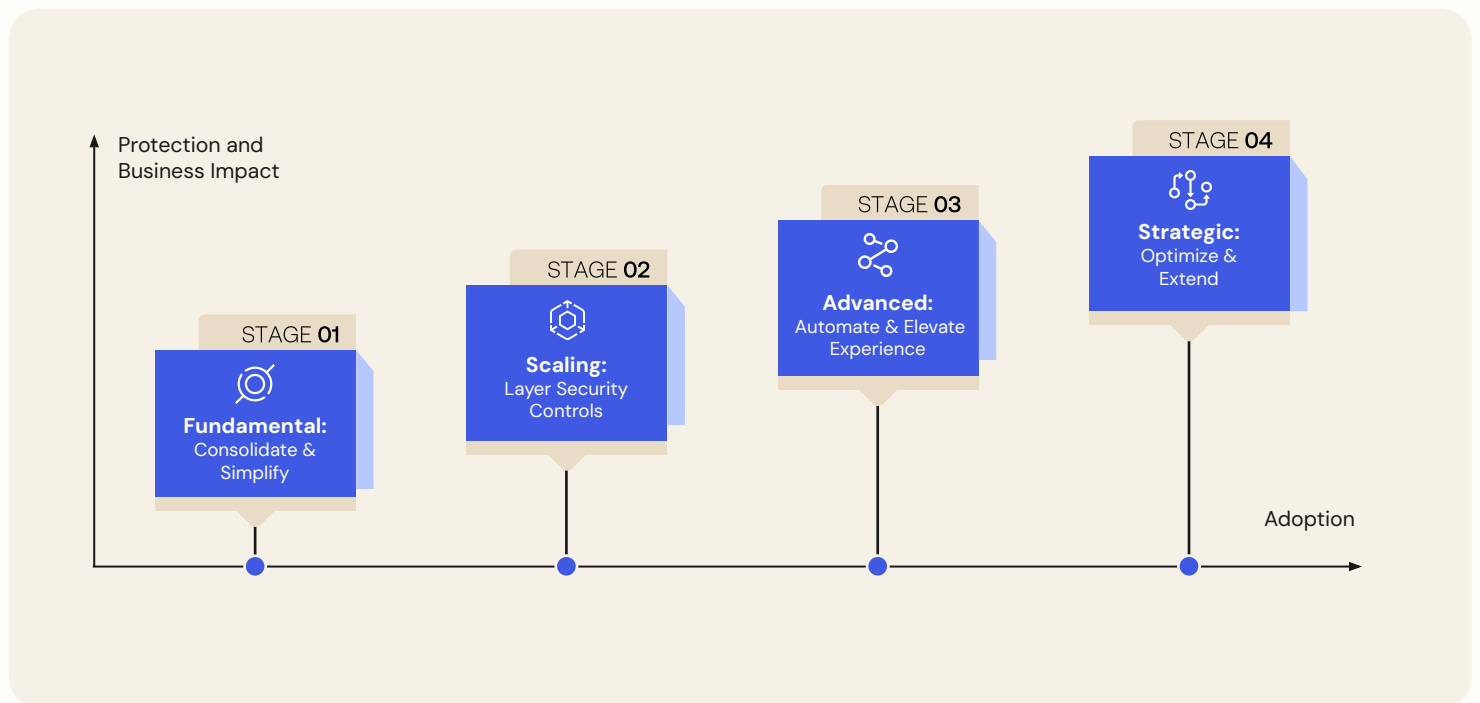 Protection and
Business Impact
STAGE 01
Fundamental:
Consolidate &
Simplify
STAGE 02
Scaling:
Layer Security
Controls
STAGE 03
Advanced:
Automate & Elevate
Experience
STAGE 04
Strategic:
Optimize &
Extend
Adoption